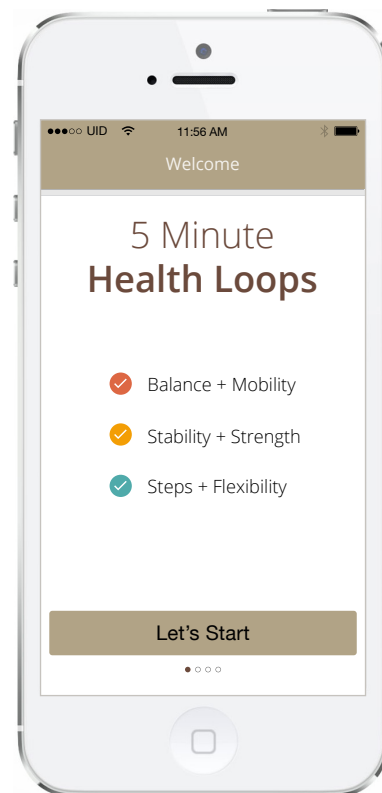 UID 11:56 AM
Welcome
5 Minute
Health Loops
Balance + Mobility
Stability + Strength
Steps + Flexibility
Let's Start